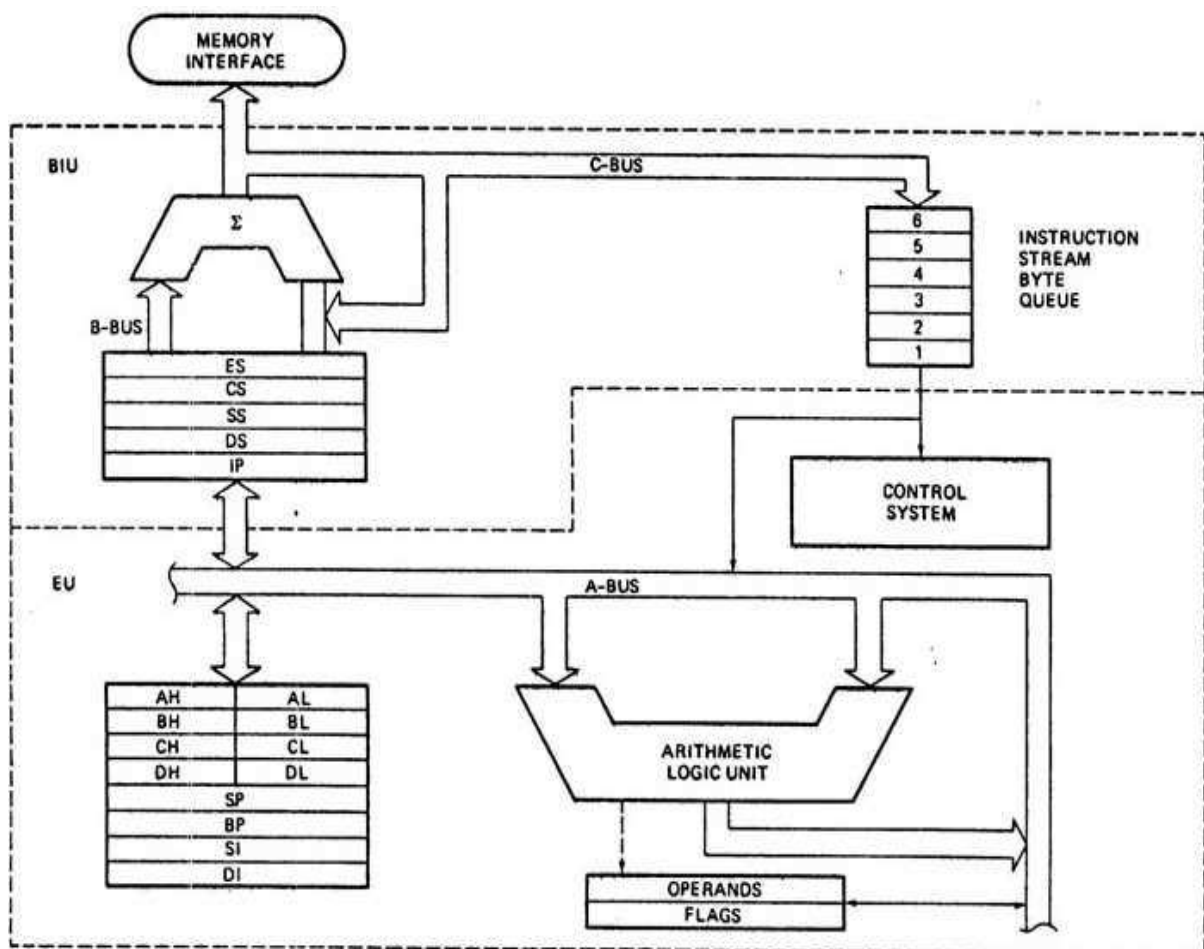 MEMORY
INTERFACE
BIU
C-BUS
Σ
B-BUS
6
5
4
3
2
1
INSTRUCTION
STREAM
BYTE
QUEUE
ES
CS
SS
DS
IP
CONTROL
SYSTEM
EU
A-BUS
AH AL
BH BL
CH CL
DH DL
SP
BP
SI
DI
ARITHMETIC
LOGIC UNIT
OPERANDS
FLAGS